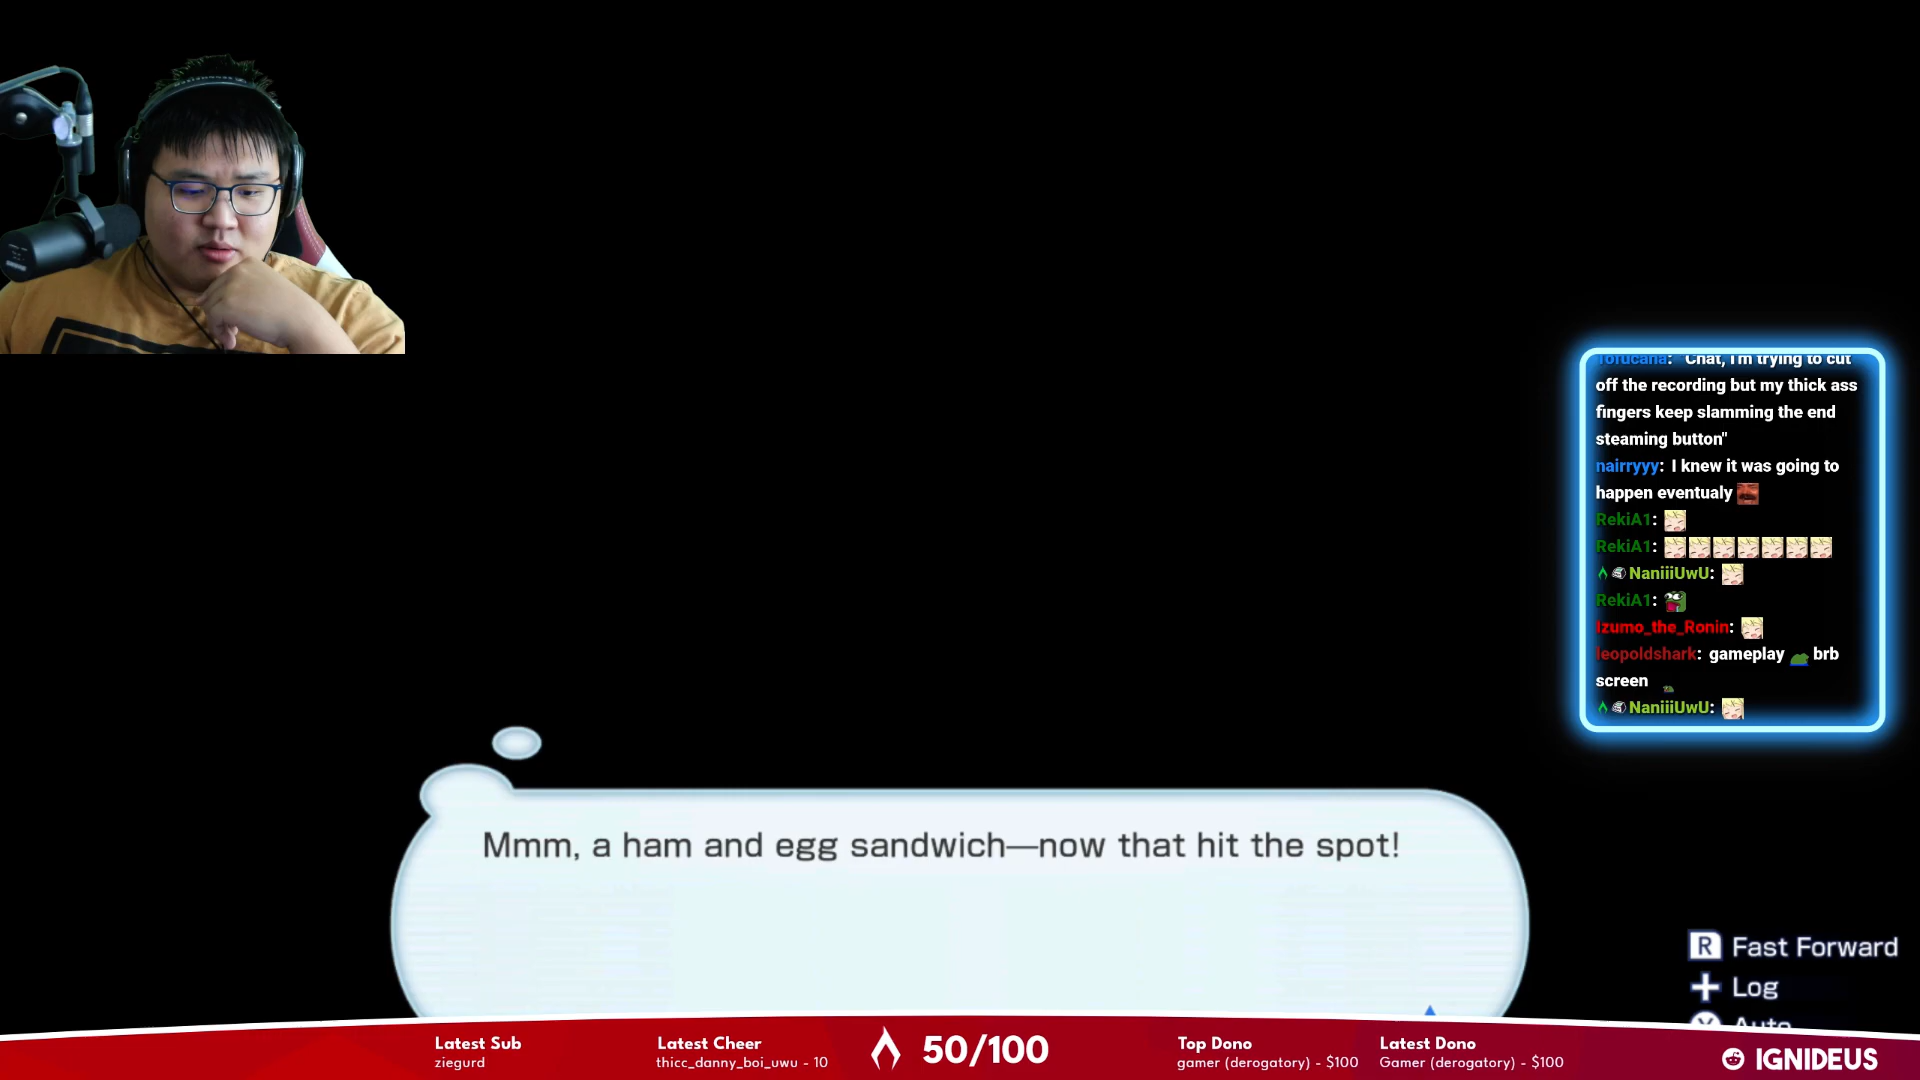 Tofucana: "Chat, I'm trying to cut
off the recording but my thick ass
fingers keep slamming the end
steaming button"
nairryyy: I knew it was going to
happen eventualy
RekiA1:
RekiA1:
NaniiiUwU:
RekiA1:
Izumo_the_Ronin:
leopoldshark: gameplay brb
screen
NaniiiUwU:
Mmm, a ham and egg sandwich—now that hit the spot!
R Fast Forward
+ Log
Y Auto
Latest Sub
ziegurd
Latest Cheer
thicc_danny_boi_uwu - 10
50/100
Top Dono
gamer (derogatory) - $100
Latest Dono
Gamer (derogatory) - $100
IGNIDEUS